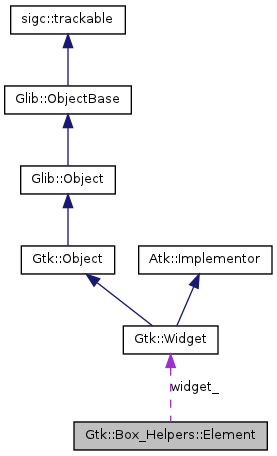 sigc::trackable
Glib::ObjectBase
Glib::Object
Gtk::Object
Atk::Implementor
Gtk::Widget
widget_
Gtk::Box_Helpers::Element